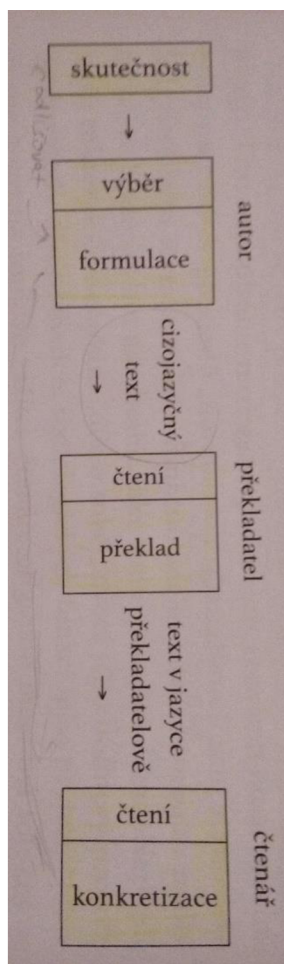 skutečnost
↓
autor
výběr
formulace
cizojazyčný
text
↓
překladatel
čtení
překlad
text v jazyce
překladatelově
↓
čtenář
čtení
konkretizace